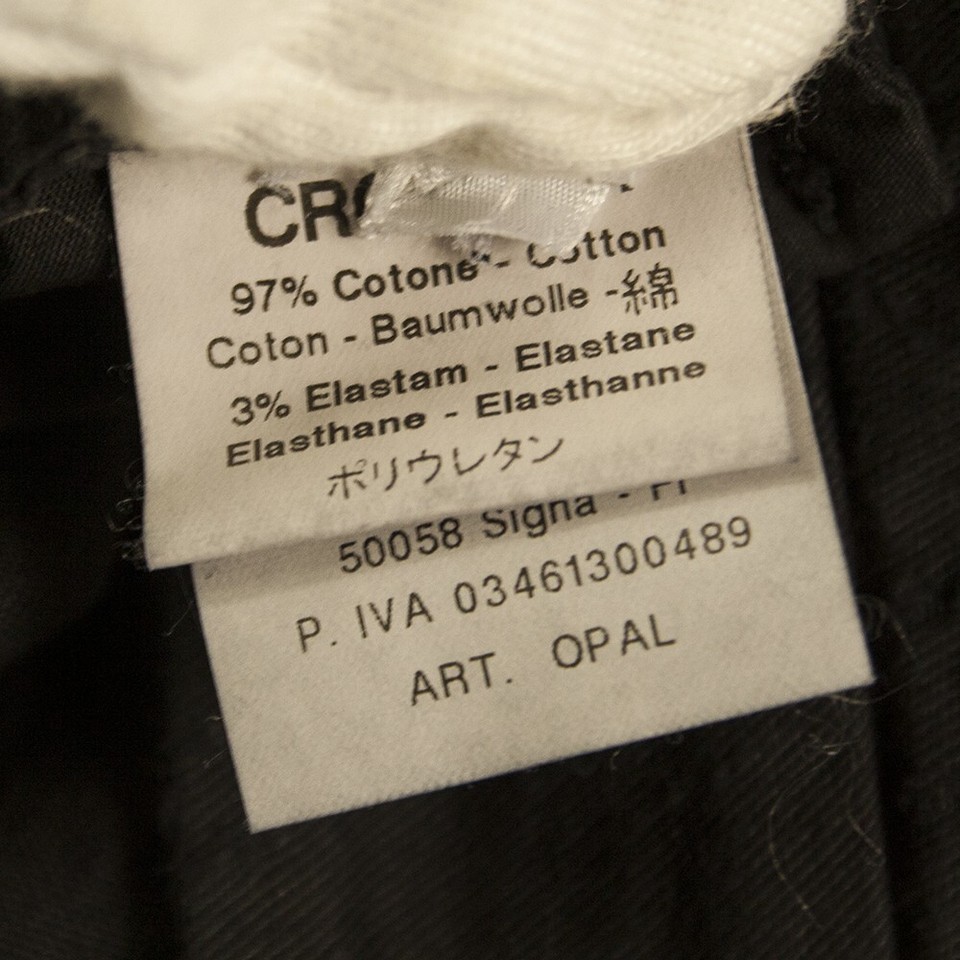 97% Cotone - Cotton
Coton - Baumwolle -綿
3% Elastam - Elastane
Elasthane - Elasthanne
ポリウレタン
50058 Signa - FI
P. IVA 03461300489
ART. OPAL